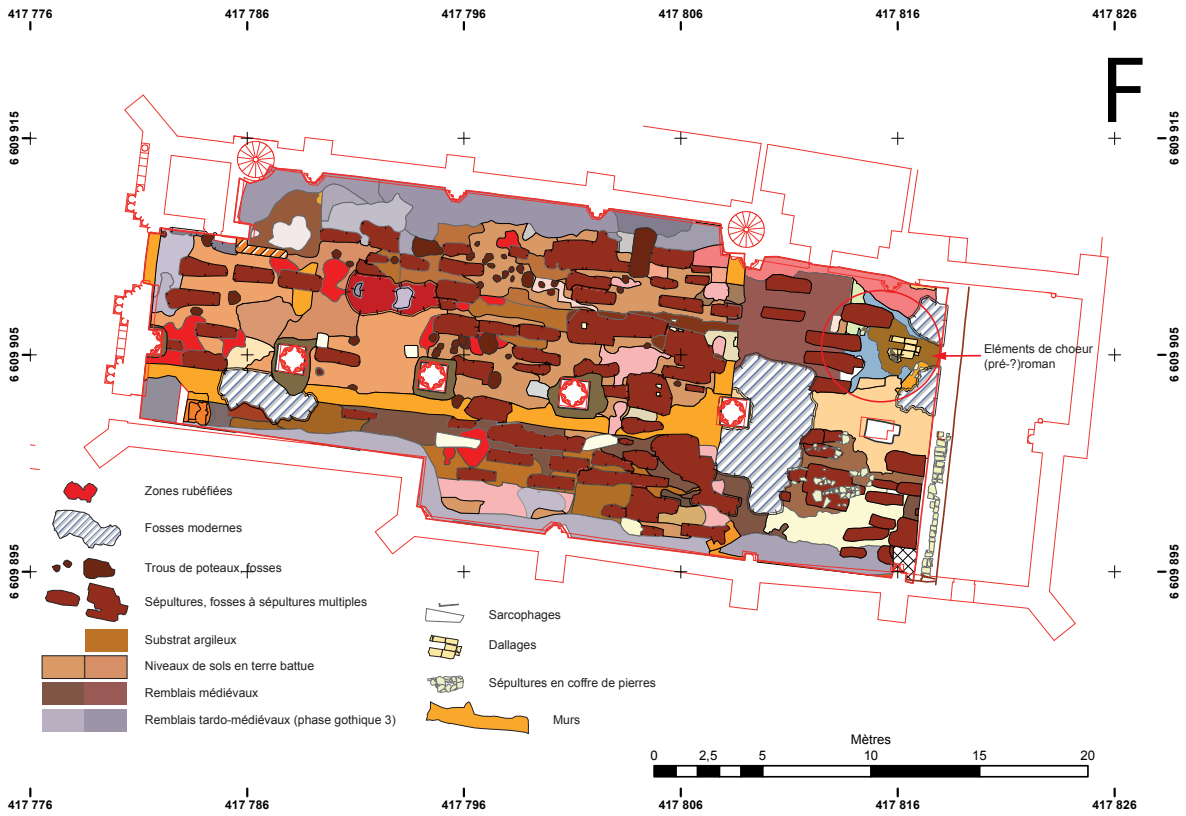 417 776 417 786 417 796 417 806 417 816 417 826
F
6 609 915 6 609 915
6 609 905 6 609 905
Eléments de choeur
(pré-?)roman
6 609 895 6 609 895
Zones rubéfiées
Fosses modernes
Trous de poteaux, fosses
Sépultures, fosses à sépultures multiples
Substrat argileux
Niveaux de sols en terre battue
Remblais médiévaux
Remblais tardo-médiévaux (phase gothique 3)
Sarcophages
Dallages
Sépultures en coffre de pierres
Murs
Mètres
0 2,5 5 10 15 20
417 776 417 786 417 796 417 806 417 816 417 826